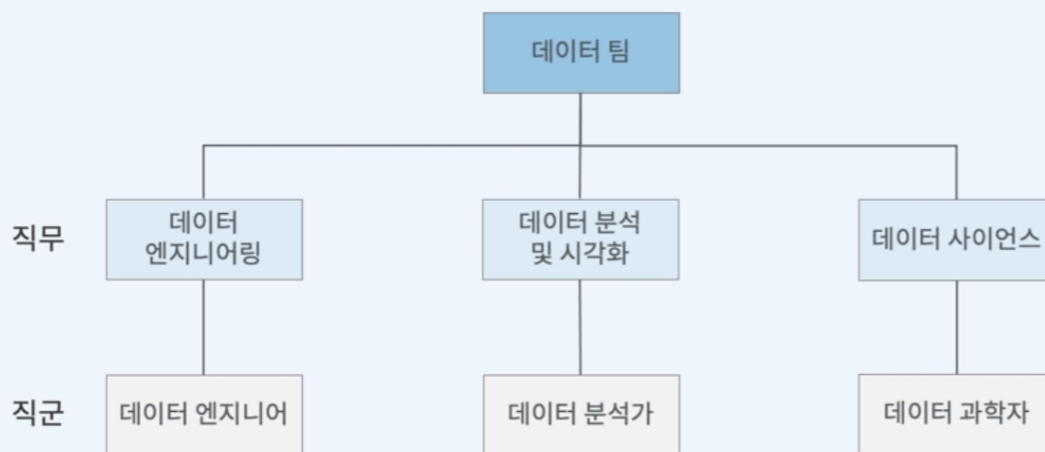 데이터 팀
직무
데이터
엔지니어링
데이터 분석
및 시각화
데이터 사이언스
직군
데이터 엔지니어
데이터 분석가
데이터 과학자